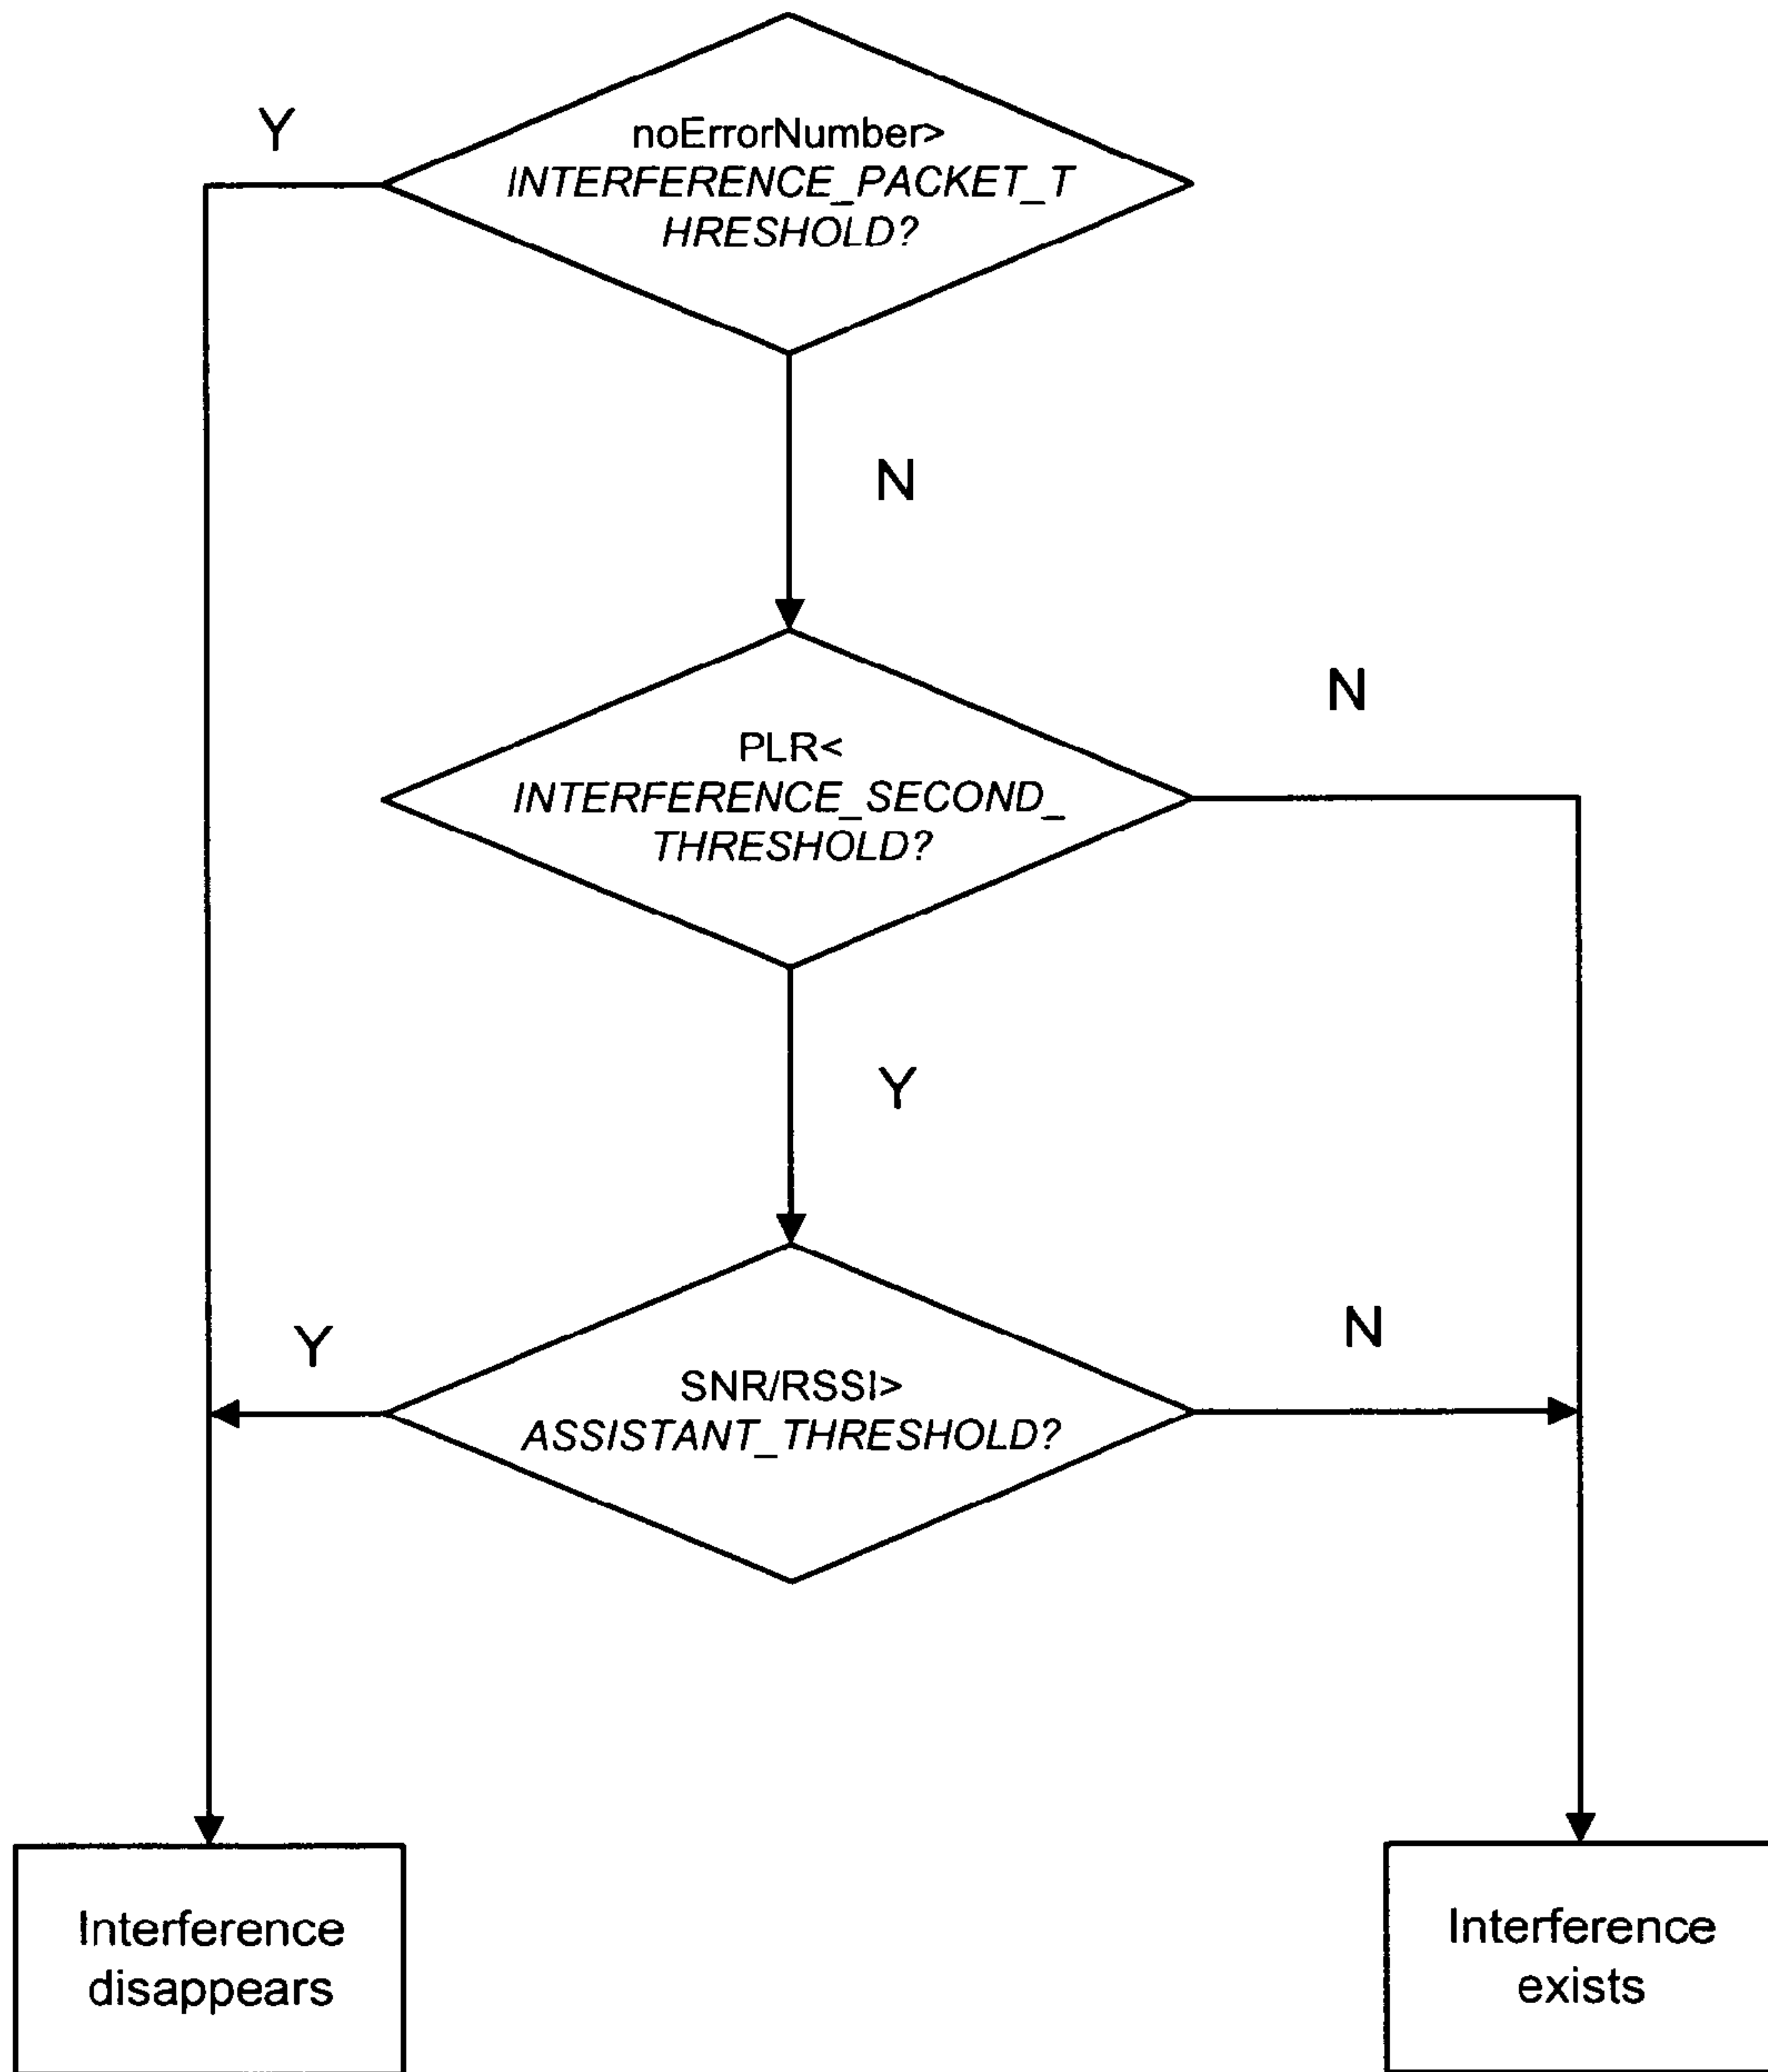 Y
noErrorNumber>
INTERFERENCE_PACKET_T
HRESHOLD?
N
N
PLR<
INTERFERENCE_SECOND_
THRESHOLD?
Y
Y
N
SNR/RSSI>
ASSISTANT_THRESHOLD?
Interference
disappears
Interference
exists